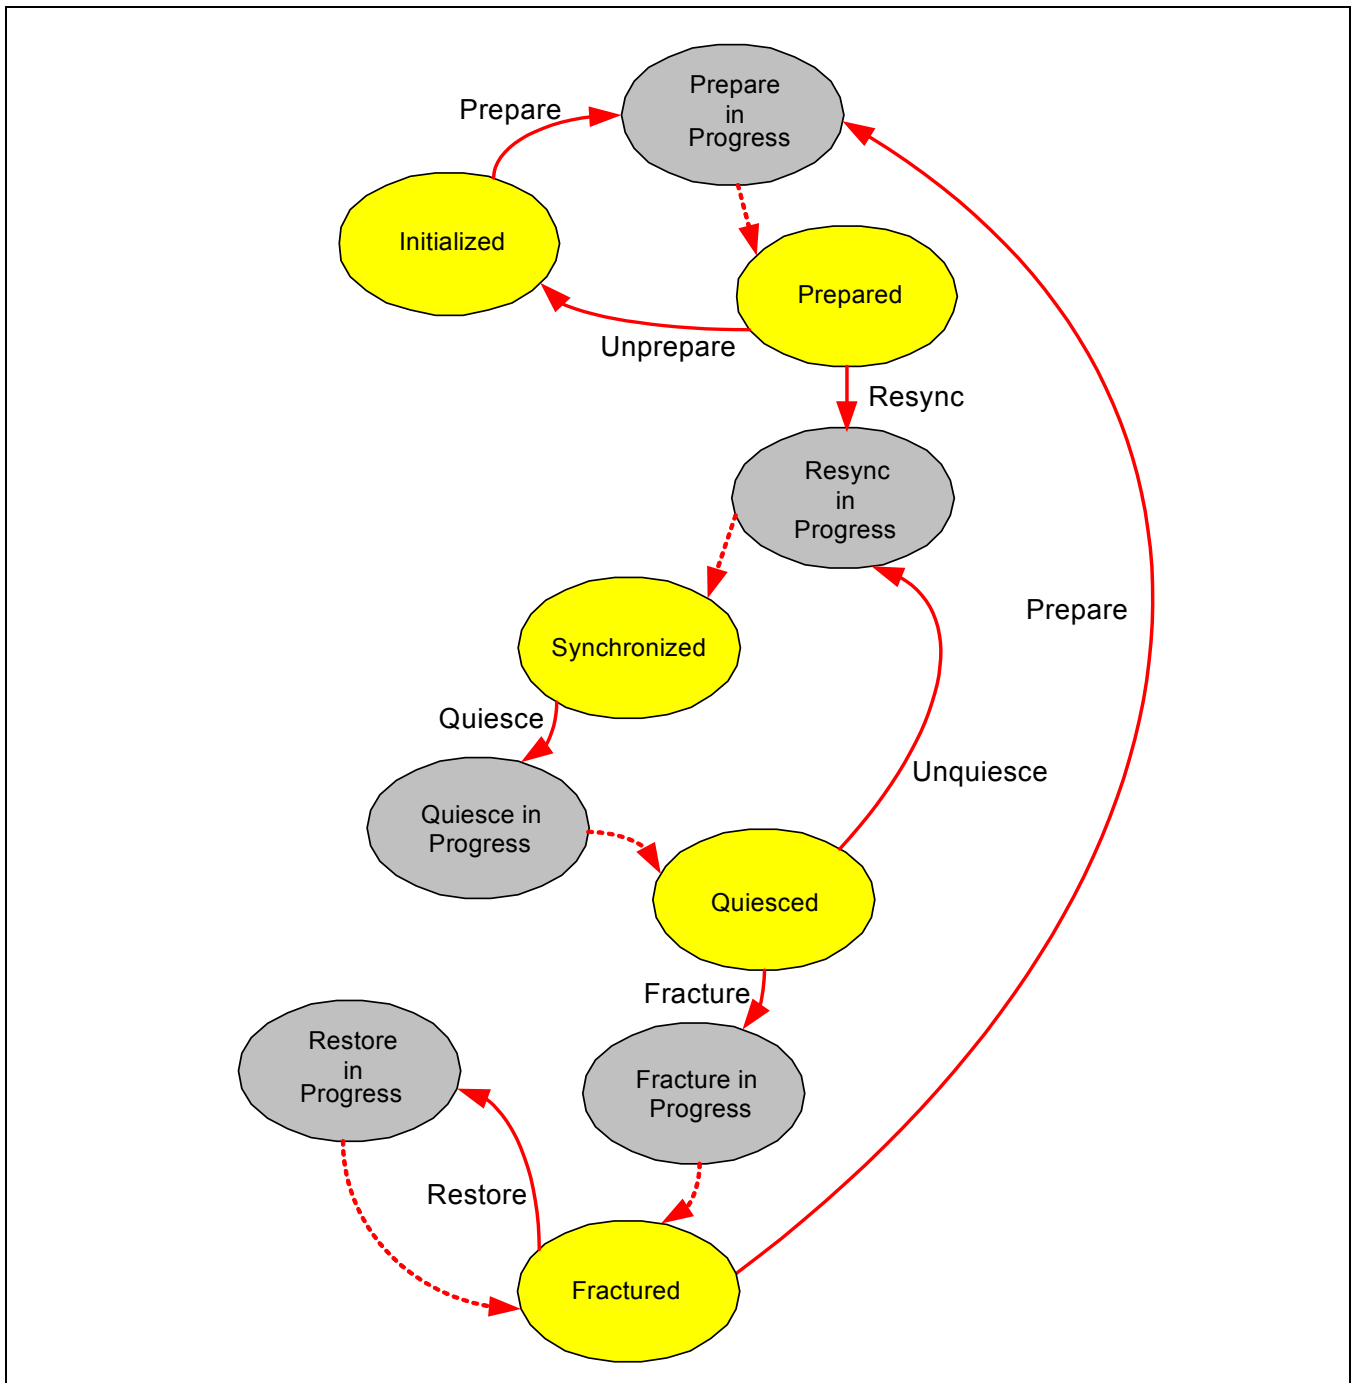 Prepare
Prepare
in
Progress
Initialized
Prepared
Unprepare
Resync
Resync
in
Progress
Prepare
Synchronized
Quiesce
Unquiesce
Quiesce in
Progress
Quiesced
Fracture
Restore
in
Progress
Fracture in
Progress
Restore
Fractured